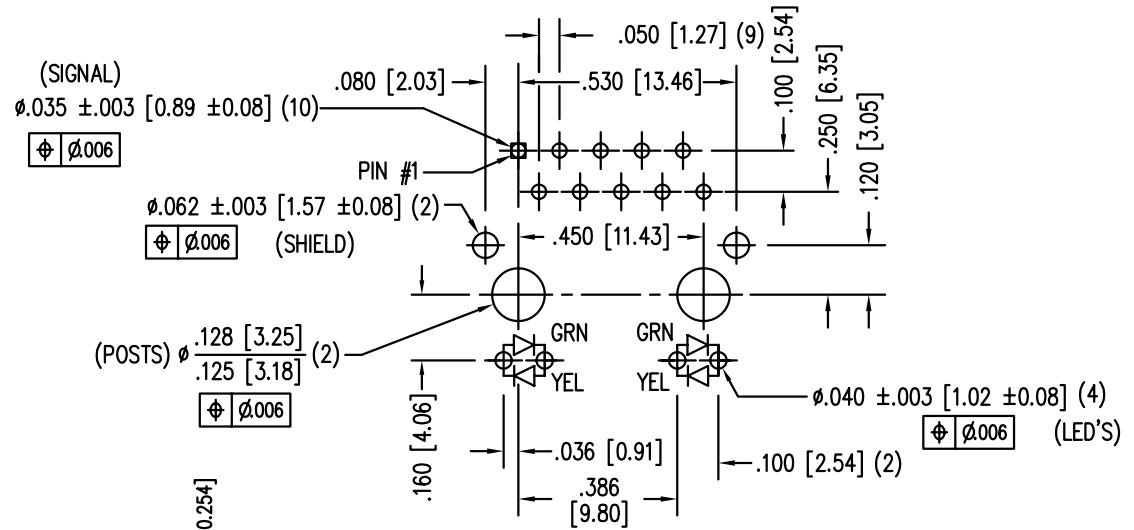 .050 [1.27] (9)
.100 [2.54]
(SIGNAL)
.080 [2.03]
.530 [13.46]
.250 [6.35]
ø.035 ±.003 [0.89 ±0.08] (10)
⌖ Ø.006
.120 [3.05]
PIN #1
ø.062 ±.003 [1.57 ±0.08] (2)
⌖ Ø.006
(SHIELD)
.450 [11.43]
(POSTS) ø .128 [3.25]
.125 [3.18] (2)
⌖ Ø.006
GRN
GRN
YEL
YEL
ø.040 ±.003 [1.02 ±0.08] (4)
⌖ Ø.006
(LED'S)
.160 [4.06]
.036 [0.91]
.100 [2.54] (2)
.386
[9.80]
0.254]